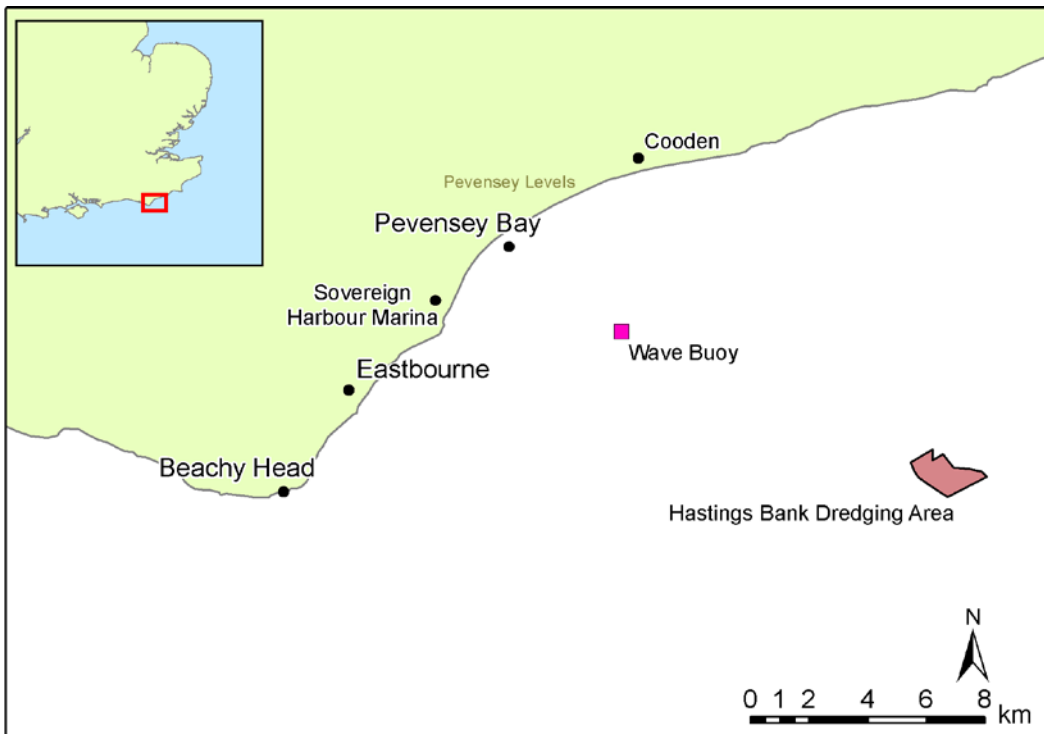 Cooden
Pevensey Levels
Pevensey Bay
Sovereign
Harbour Marina
Wave Buoy
Eastbourne
Beachy Head
Hastings Bank Dredging Area
N
0 1 2 4 6 8
km